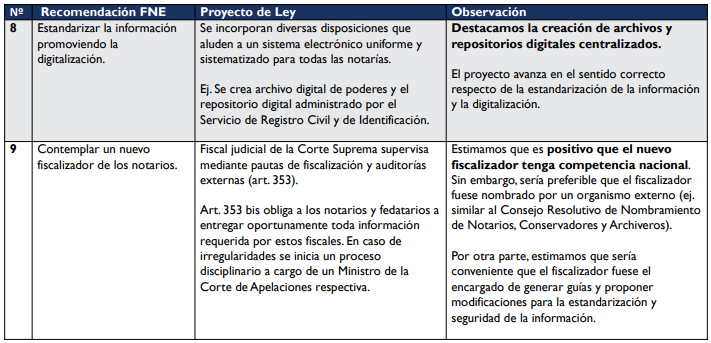 Nº Recomendación FNE Proyecto de Ley Observación
8 Estandarizar la información
promoviendo la
digitalización.
Se incorporan diversas disposiciones que
aluden a un sistema electrónico uniforme y
sistematizado para todas las notarías.
Ej. Se crea archivo digital de poderes y el
repositorio digital administrado por el
Servicio de Registro Civil y de Identificación.
Destacamos la creación de archivos y
repositorios digitales centralizados.
El proyecto avanza en el sentido correcto
respecto de la estandarización de la información
y la digitalización.
9 Contemplar un nuevo
fiscalizador de los notarios.
Fiscal judicial de la Corte Suprema supervisa
mediante pautas de fiscalización y auditorías
externas (art. 353).
Art. 353 bis obliga a los notarios y fedatarios a
entregar oportunamente toda información
requerida por estos fiscales. En caso de
irregularidades se inicia un proceso
disciplinario a cargo de un Ministro de la
Corte de Apelaciones respectiva.
Estimamos que es positivo que el nuevo
fiscalizador tenga competencia nacional.
Sin embargo, sería preferible que el fiscalizador
fuese nombrado por un organismo externo (ej.
similar al Consejo Resolutivo de Nombramiento
de Notarios, Conservadores y Archiveros).
Por otra parte, estimamos que sería
conveniente que el fiscalizador fuese el
encargado de generar guías y proponer
modificaciones para la estandarización y
seguridad de la información.